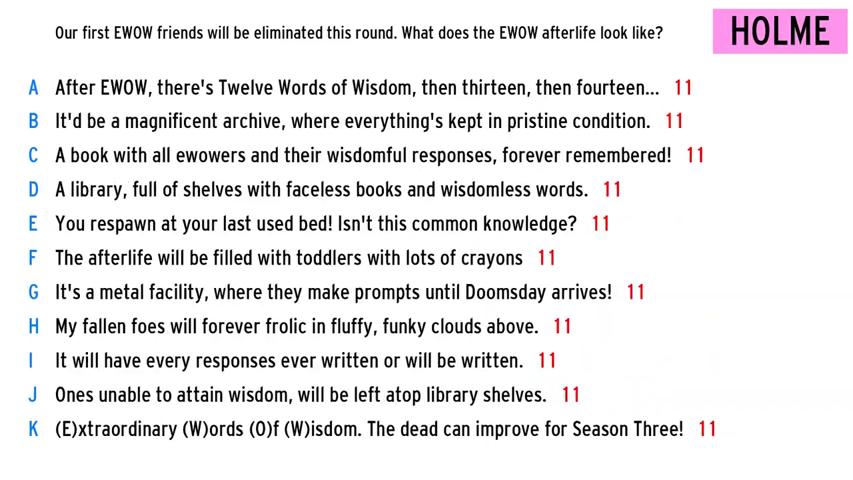 Our first EWOW friends will be eliminated this round. What does the EWOW afterlife look like?
HOLME
A After EWOW, there's Twelve Words of Wisdom, then thirteen, then fourteen... 11
B It'd be a magnificent archive, where everything's kept in pristine condition. 11
C A book with all ewowers and their wisdomful responses, forever remembered! 11
D A library, full of shelves with faceless books and wisdomless words. 11
E You respawn at your last used bed! Isn't this common knowledge? 11
F The afterlife will be filled with toddlers with lots of crayons 11
G It's a metal facility, where they make prompts until Doomsday arrives! 11
H My fallen foes will forever frolic in fluffy, funky clouds above. 11
I It will have every responses ever written or will be written. 11
J Ones unable to attain wisdom, will be left atop library shelves. 11
K (E)xtraordinary (W)ords (O)f (W)isdom. The dead can improve for Season Three! 11